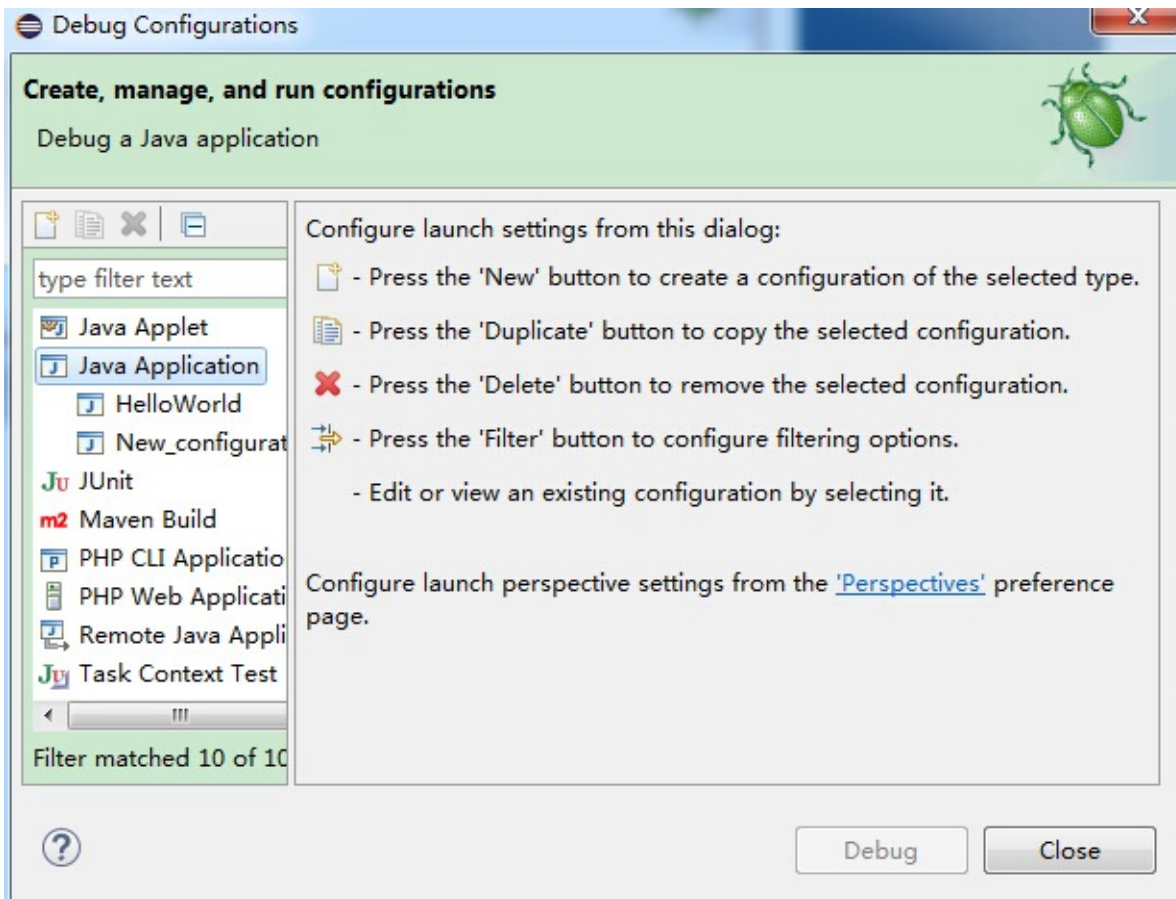 Debug Configurations
Create, manage, and run configurations
Debug a Java application
type filter text
Java Applet
Java Application
HelloWorld
New_configurat
JUnit
Maven Build
PHP CLI Applicatio
PHP Web Applicati
Remote Java Appli
Task Context Test
Filter matched 10 of 10
Configure launch settings from this dialog:
- Press the 'New' button to create a configuration of the selected type.
- Press the 'Duplicate' button to copy the selected configuration.
- Press the 'Delete' button to remove the selected configuration.
- Press the 'Filter' button to configure filtering options.
- Edit or view an existing configuration by selecting it.
Configure launch perspective settings from the 'Perspectives' preference
page.
Debug
Close